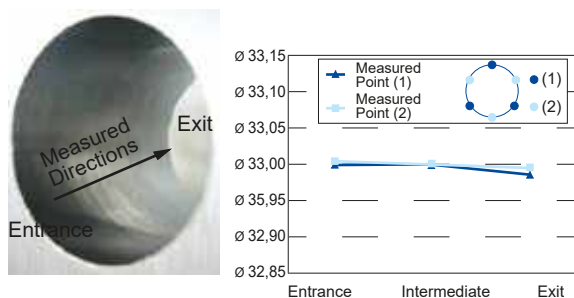 Measured
Directions
Exit
Entrance
Ø 33,15
Ø 33,10
Ø 33,05
Ø 33,00
Ø 35,95
Ø 32,90
Ø 32,85
Measured
Point (1)
Measured
Point (2)
(1)
(2)
Entrance Intermediate Exit